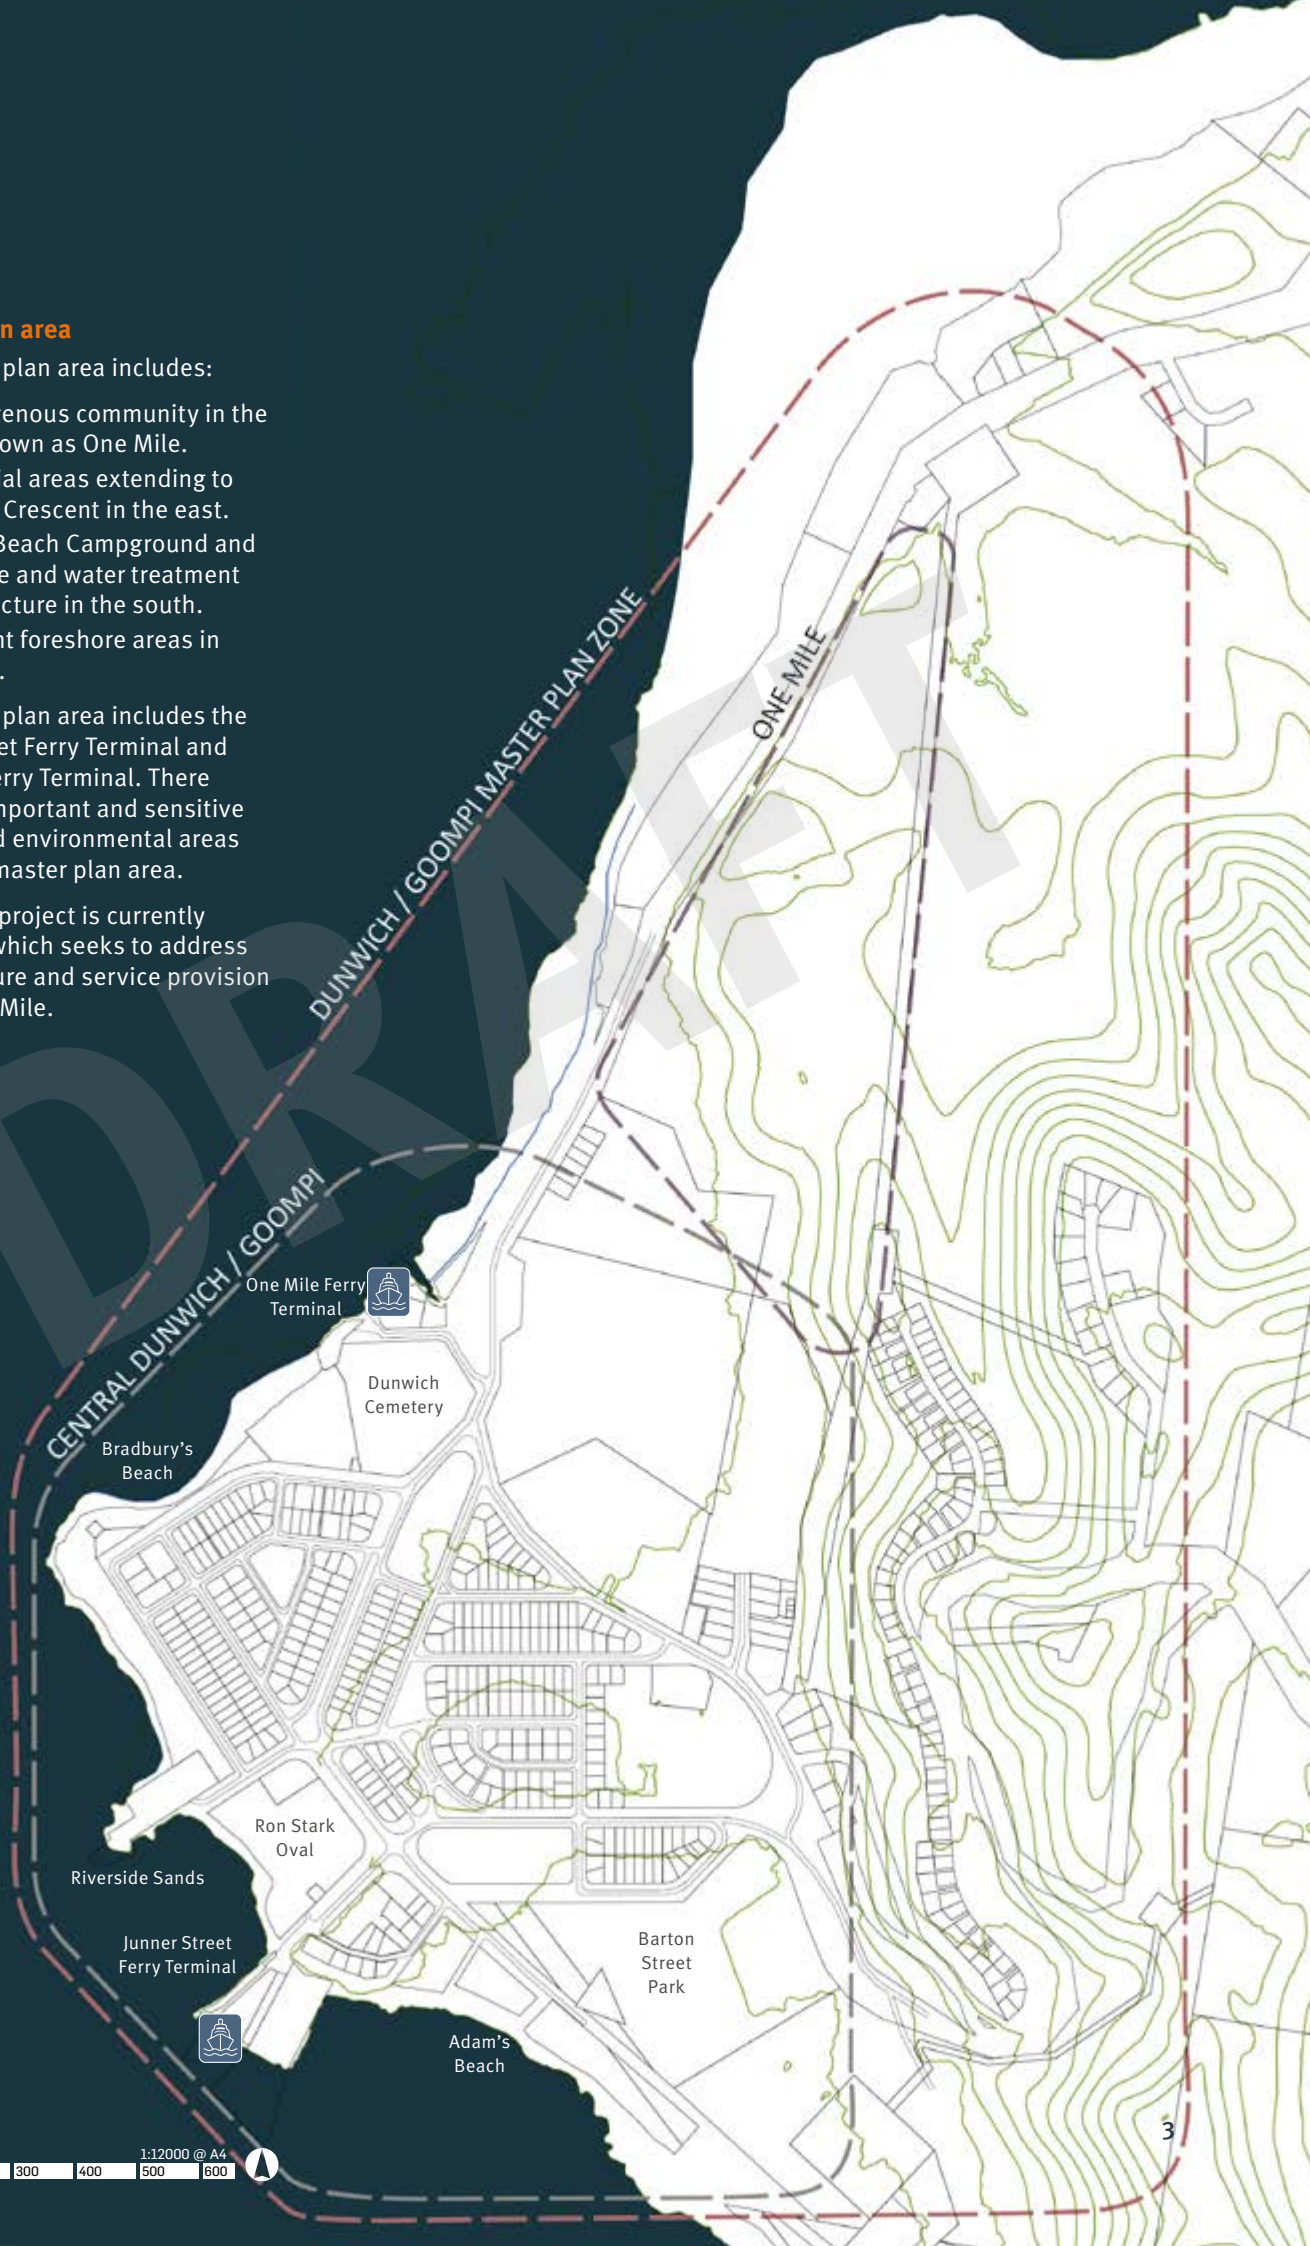 n area
plan area includes:
enous community in the
own as One Mile.
ial areas extending to
Crescent in the east.
Beach Campground and
e and water treatment
cture in the south.
nt foreshore areas in
.
plan area includes the
et Ferry Terminal and
erry Terminal. There
mportant and sensitive
d environmental areas
master plan area.
project is currently
which seeks to address
ure and service provision
Mile.
DUNWICH / GOOMPI MASTER PLAN ZONE
ONE MILE
DRAFT
CENTRAL DUNWICH / GOOMPI
One Mile Ferry
Terminal
Dunwich
Cemetery
Bradbury's
Beach
Ron Stark
Oval
Riverside Sands
Junner Street
Ferry Terminal
Barton
Street
Park
Adam's
Beach
3
1:12000 @ A4
300 400 500 600